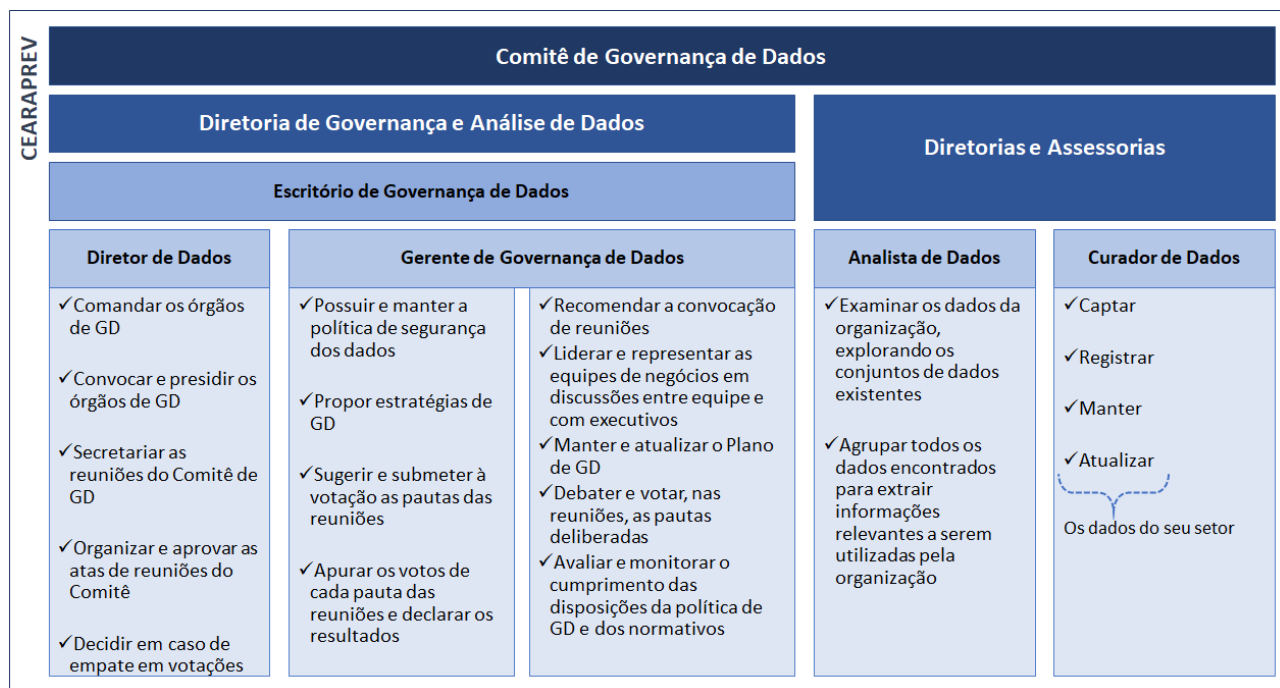 CEARAPREV
Comitê de Governança de Dados
Diretoria de Governança e Análise de Dados
Diretorias e Assessorias
Escritório de Governança de Dados
Diretor de Dados
✓Comandar os órgãos
de GD
✓Convocar e presidir os
órgãos de GD
✓Secretariar as
reuniões do Comitê de
GD
✓Organizar e aprovar as
atas de reuniões do
Comitê
✓Decidir em caso de
empate em votações
Gerente de Governança de Dados
✓Possuir e manter a
política de segurança
dos dados
✓Propor estratégias de
GD
✓Sugerir e submeter à
votação as pautas das
reuniões
✓Apurar os votos de
cada pauta das
reuniões e declarar os
resultados
✓Recomendar a convocação
de reuniões
✓Liderar e representar as
equipes de negócios em
discussões entre equipe e
com executivos
✓Manter e atualizar o Plano
de GD
✓Debater e votar, nas
reuniões, as pautas
deliberadas
✓Avaliar e monitorar o
cumprimento das
disposições da política de
GD e dos normativos
Analista de Dados
✓Examinar os dados da
organização,
explorando os
conjuntos de dados
existentes
✓Agrupar todos os
dados encontrados
para extrair
informações
relevantes a serem
utilizadas pela
organização
Curador de Dados
✓Captar
✓Registrar
✓Manter
✓Atualizar
Os dados do seu setor